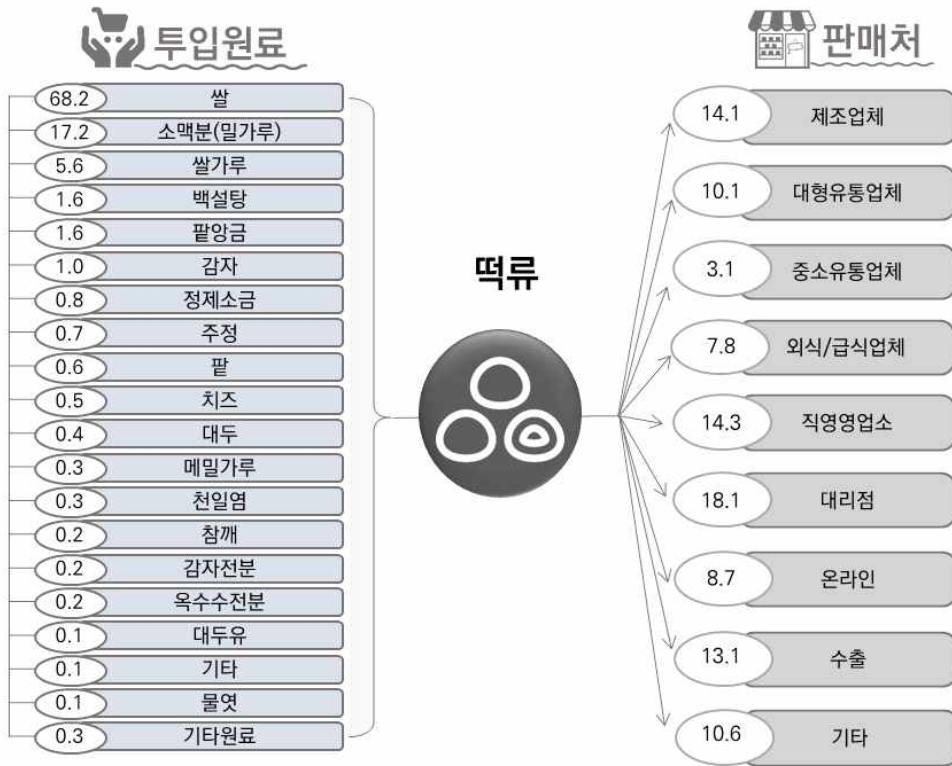 투입원료
68.2 쌀
17.2 소맥분(밀가루)
5.6 쌀가루
1.6 백설탕
1.6 팥앙금
1.0 감자
0.8 정제소금
0.7 주정
0.6 팥
0.5 치즈
0.4 대두
0.3 메밀가루
0.3 천일염
0.2 참깨
0.2 감자전분
0.2 옥수수전분
0.1 대두유
0.1 기타
0.1 물엿
0.3 기타원료
떡류
판매처
14.1 제조업체
10.1 대형유통업체
3.1 중소유통업체
7.8 외식/급식업체
14.3 직영영업소
18.1 대리점
8.7 온라인
13.1 수출
10.6 기타